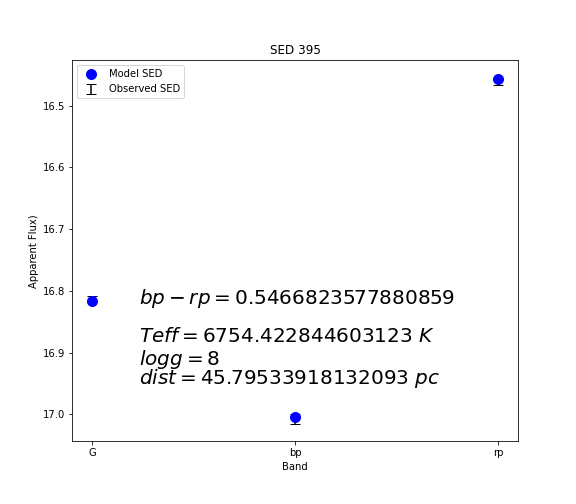 SED 395
Model SED
Observed SED
16.5
16.6
16.7
16.8
16.9
17.0
Apparent Flux)
bp − rp = 0.5466823577880859
Teff = 6754.422844603123 K
logg = 8
dist = 45.79533918132093 pc
G
bp
rp
Band